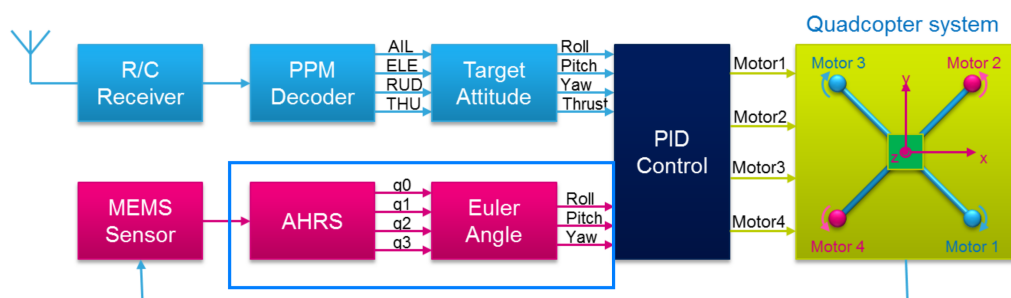 Quadcopter system
R/C
Receiver
PPM
Decoder
AIL
ELE
RUD
THU
Target
Attitude
Roll
Pitch
Yaw
Thrust
PID
Control
Motor1
Motor2
Motor3
Motor4
Motor 3
Motor 2
y
z
x
Motor 4
Motor 1
MEMS
Sensor
AHRS
q0
q1
q2
q3
Euler
Angle
Roll
Pitch
Yaw